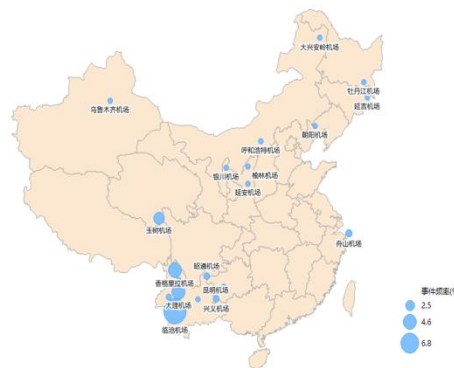 大兴安岭机场
牡丹江机场
延吉机场
乌鲁木齐机场
朝阳机场
呼和浩特机场
银川机场
榆林机场
延安机场
玉树机场
舟山机场
昭通机场
香格里拉机场
昆明机场
大理机场
兴义机场
临沧机场
事件频率(%
2.5
4.6
6.8